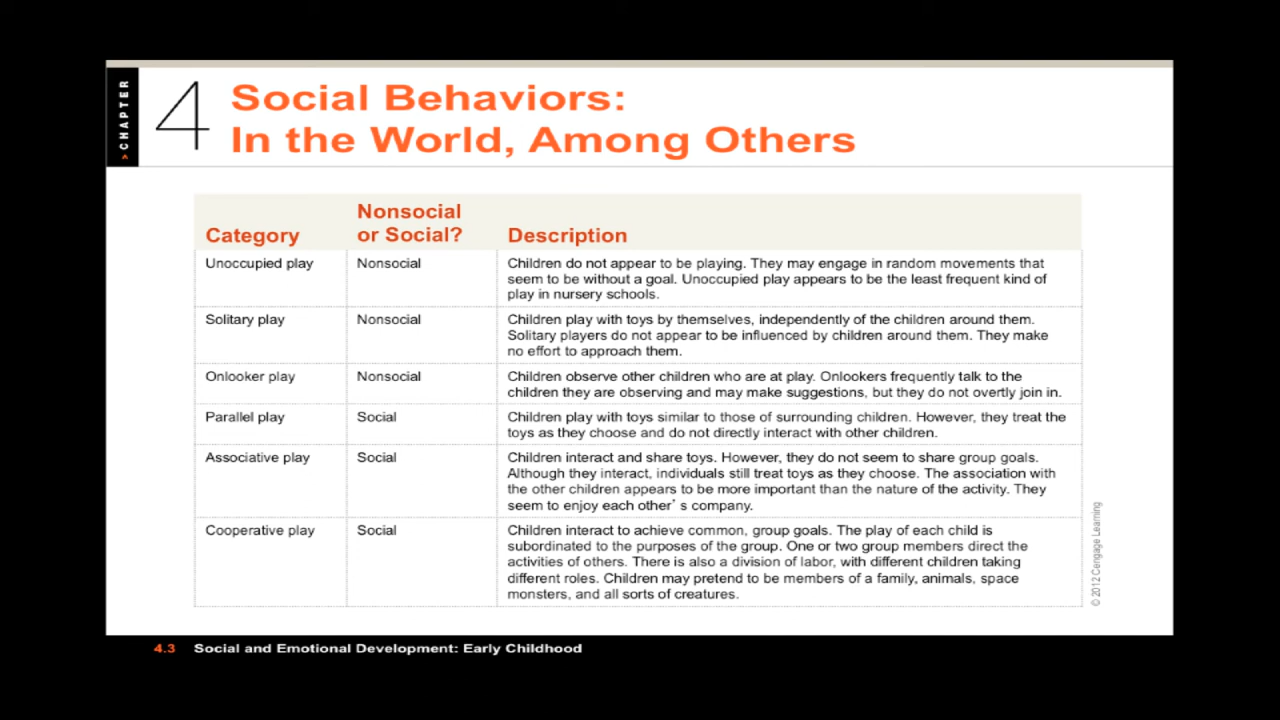 > CHAPTER
4
Social Behaviors:
In the World, Among Others
Category
Nonsocial
or Social?
Description
Unoccupied play
Nonsocial
Children do not appear to be playing. They may engage in random movements that
seem to be without a goal. Unoccupied play appears to be the least frequent kind of
play in nursery schools.
Solitary play
Nonsocial
Children play with toys by themselves, independently of the children around them.
Solitary players do not appear to be influenced by children around them. They make
no effort to approach them.
Onlooker play
Nonsocial
Children observe other children who are at play. Onlookers frequently talk to the
children they are observing and may make suggestions, but they do not overtly join in.
Parallel play
Social
Children play with toys similar to those of surrounding children. However, they treat the
toys as they choose and do not directly interact with other children.
Associative play
Social
Children interact and share toys. However, they do not seem to share group goals.
Although they interact, individuals still treat toys as they choose. The association with
the other children appears to be more important than the nature of the activity. They
seem to enjoy each other’ s company.
Cooperative play
Social
Children interact to achieve common, group goals. The play of each child is
subordinated to the purposes of the group. One or two group members direct the
activities of others. There is also a division of labor, with different children taking
different roles. Children may pretend to be members of a family, animals, space
monsters, and all sorts of creatures.
© 2012 Cengage Learning
4.3 Social and Emotional Development: Early Childhood